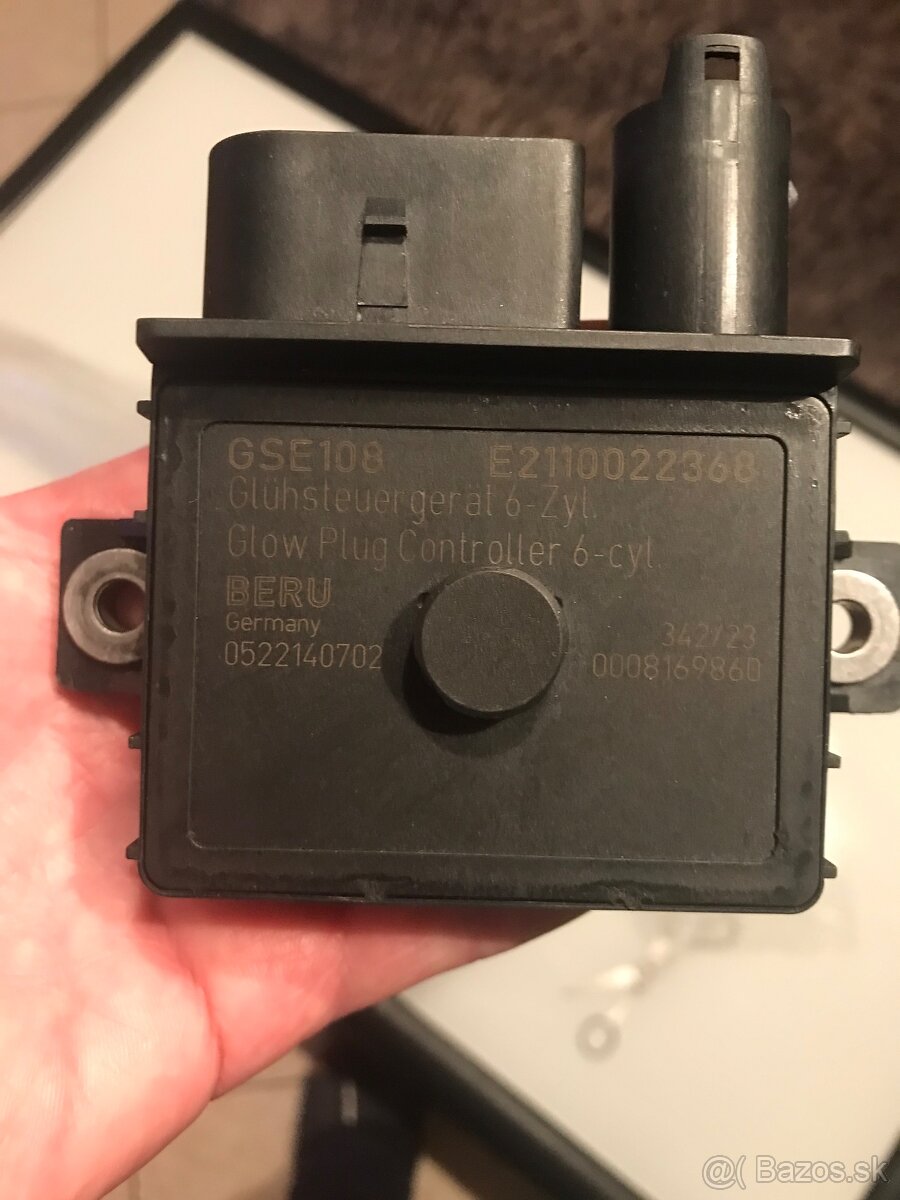 GSE108 E2110022368
Glühsteuergerät 6-Zyl.
Glow Plug Controller 6-cyl.
BERU
Germany
342/23
0522140702
0008169860
@( Bazos.sk